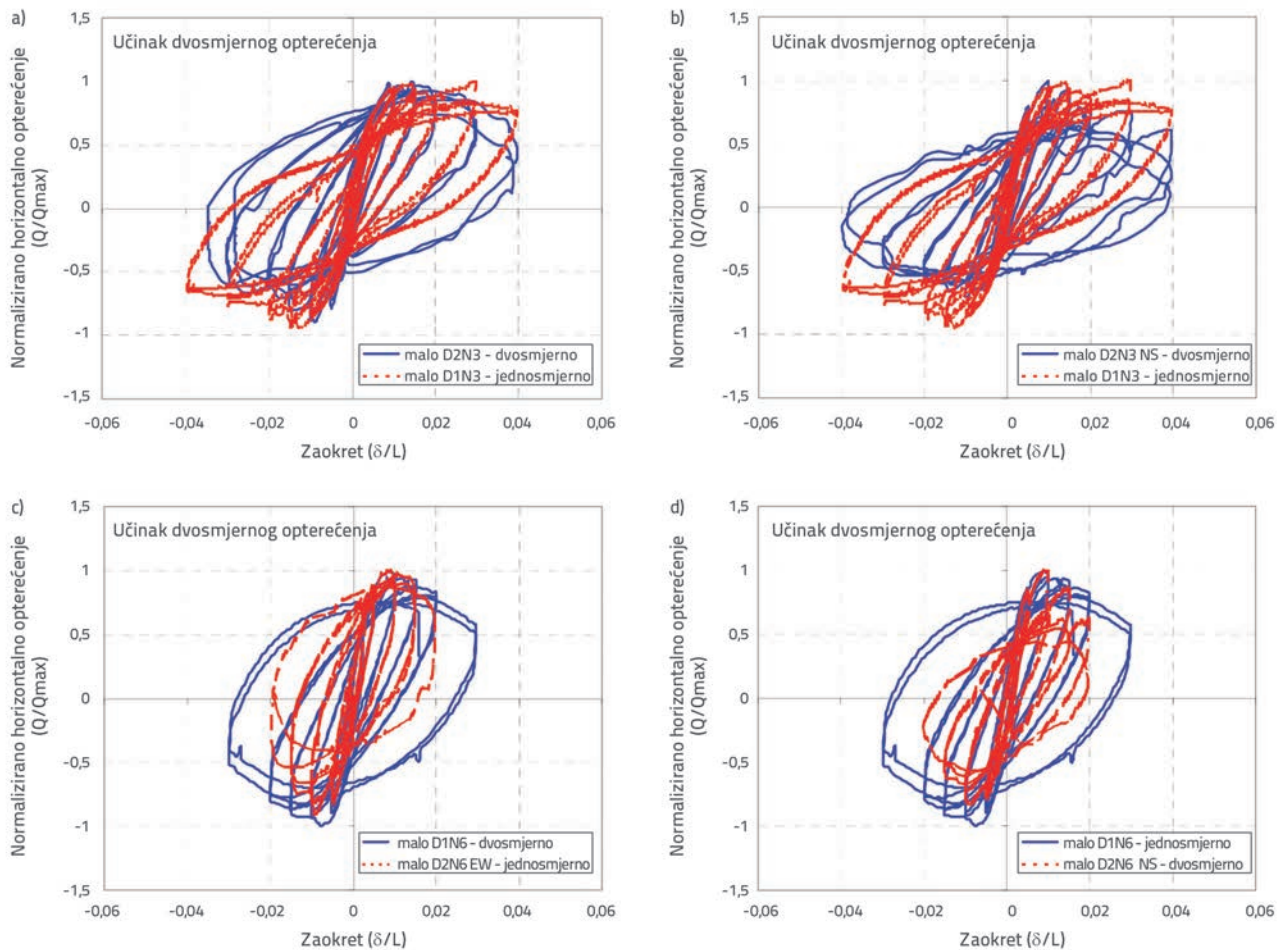 a)
Normalizirano horizontalno opterećenje
(Q/Qmax)
1,5
1
0,5
0
-0,5
-1
-1,5
Učinak dvosmjernog opterećenja
malo D2N3 - dvosmjerno
malo D1N3 - jednosmjerno
-0,06 -0,04 -0,02 0 0,02 0,04 0,06
Zaokret (δ/L)
b)
Normalizirano horizontalno opterećenje
(Q/Qmax)
1,5
1
0,5
0
-0,5
-1
-1,5
Učinak dvosmjernog opterećenja
malo D2N3 NS - dvosmjerno
malo D1N3 - jednosmjerno
-0,06 -0,04 -0,02 0 0,02 0,04 0,06
Zaokret (δ/L)
c)
Normalizirano horizontalno opterećenje
(Q/Qmax)
1,5
1
0,5
0
-0,5
-1
-1,5
Učinak dvosmjernog opterećenja
malo D1N6 - dvosmjerno
malo D2N6 EW - jednosmjerno
-0,06 -0,04 -0,02 0 0,02 0,04 0,06
Zaokret (δ/L)
d)
Normalizirano horizontalno opterećenje
(Q/Qmax)
1,5
1
0,5
0
-0,5
-1
-1,5
Učinak dvosmjernog opterećenja
malo D1N6 - jednosmjerno
malo D2N6 NS - dvosmjerno
-0,06 -0,04 -0,02 0 0,02 0,04 0,06
Zaokret (δ/L)